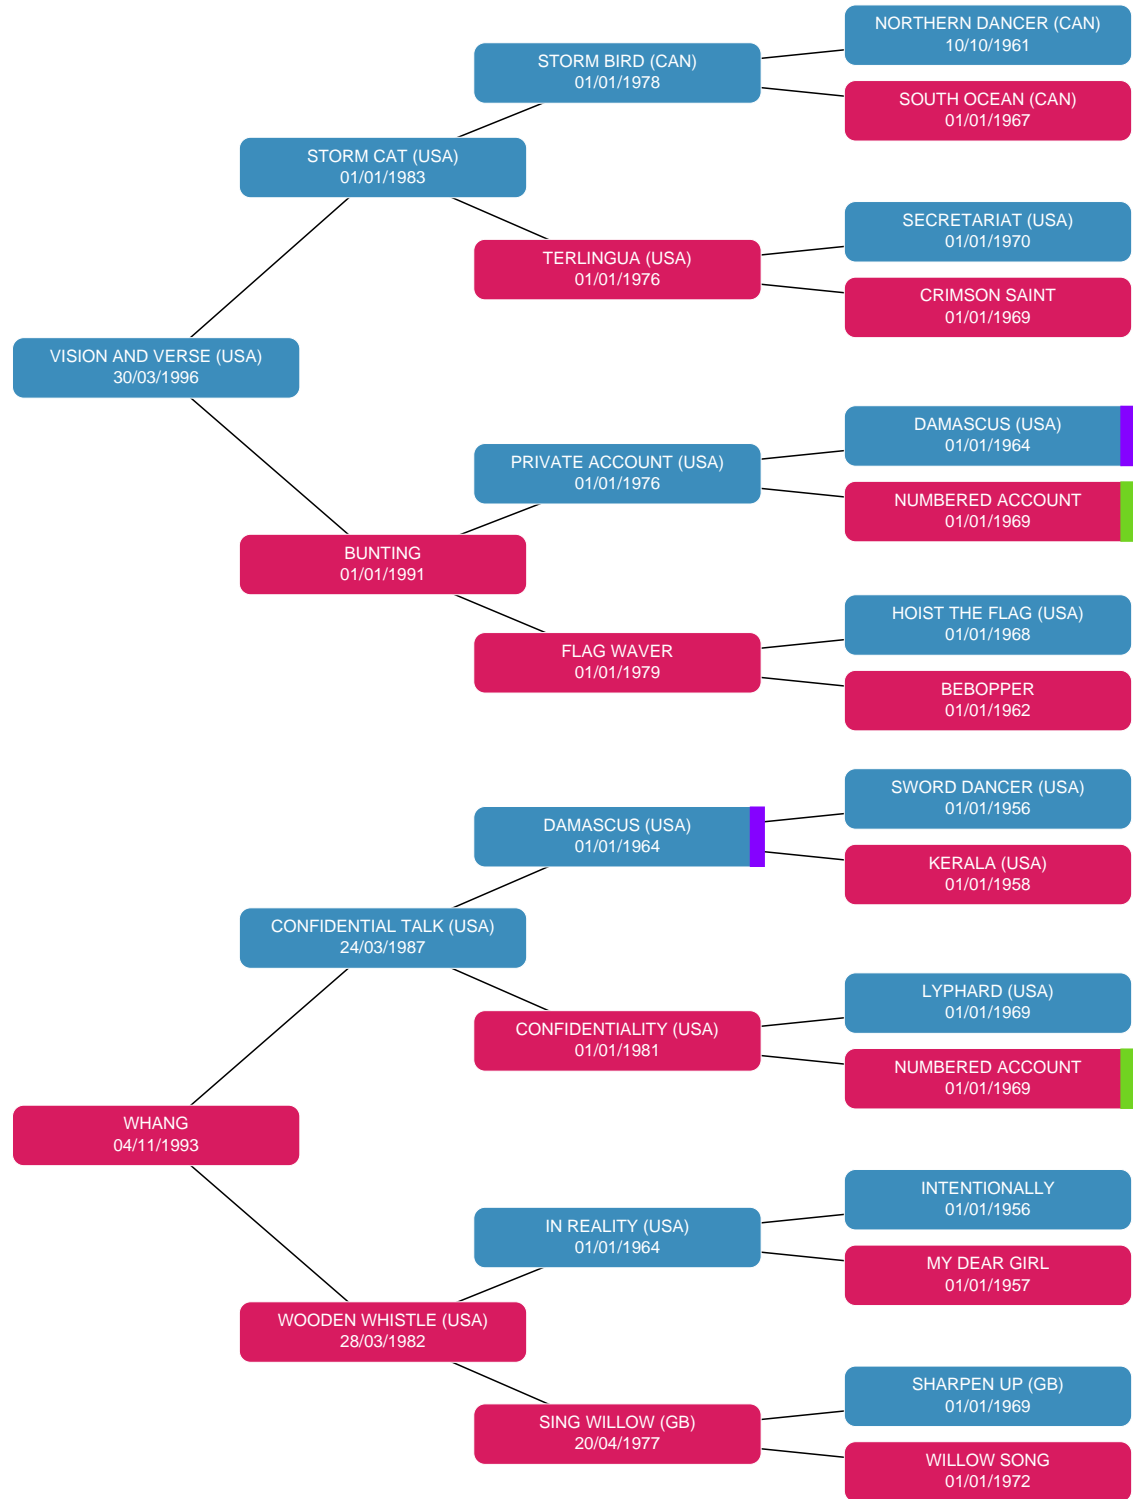 NORTHERN DANCER (CAN)
10/10/1961
STORM BIRD (CAN)
01/01/1978
SOUTH OCEAN (CAN)
01/01/1967
STORM CAT (USA)
01/01/1983
SECRETARIAT (USA)
01/01/1970
TERLINGUA (USA)
01/01/1976
CRIMSON SAINT
01/01/1969
VISION AND VERSE (USA)
30/03/1996
DAMASCUS (USA)
01/01/1964
PRIVATE ACCOUNT (USA)
01/01/1976
NUMBERED ACCOUNT
01/01/1969
BUNTING
01/01/1991
HOIST THE FLAG (USA)
01/01/1968
FLAG WAVER
01/01/1979
BEBOPPER
01/01/1962
SWORD DANCER (USA)
01/01/1956
DAMASCUS (USA)
01/01/1964
KERALA (USA)
01/01/1958
CONFIDENTIAL TALK (USA)
24/03/1987
LYPHARD (USA)
01/01/1969
CONFIDENTIALITY (USA)
01/01/1981
NUMBERED ACCOUNT
01/01/1969
WHANG
04/11/1993
INTENTIONALLY
01/01/1956
IN REALITY (USA)
01/01/1964
MY DEAR GIRL
01/01/1957
WOODEN WHISTLE (USA)
28/03/1982
SHARPEN UP (GB)
01/01/1969
SING WILLOW (GB)
20/04/1977
WILLOW SONG
01/01/1972